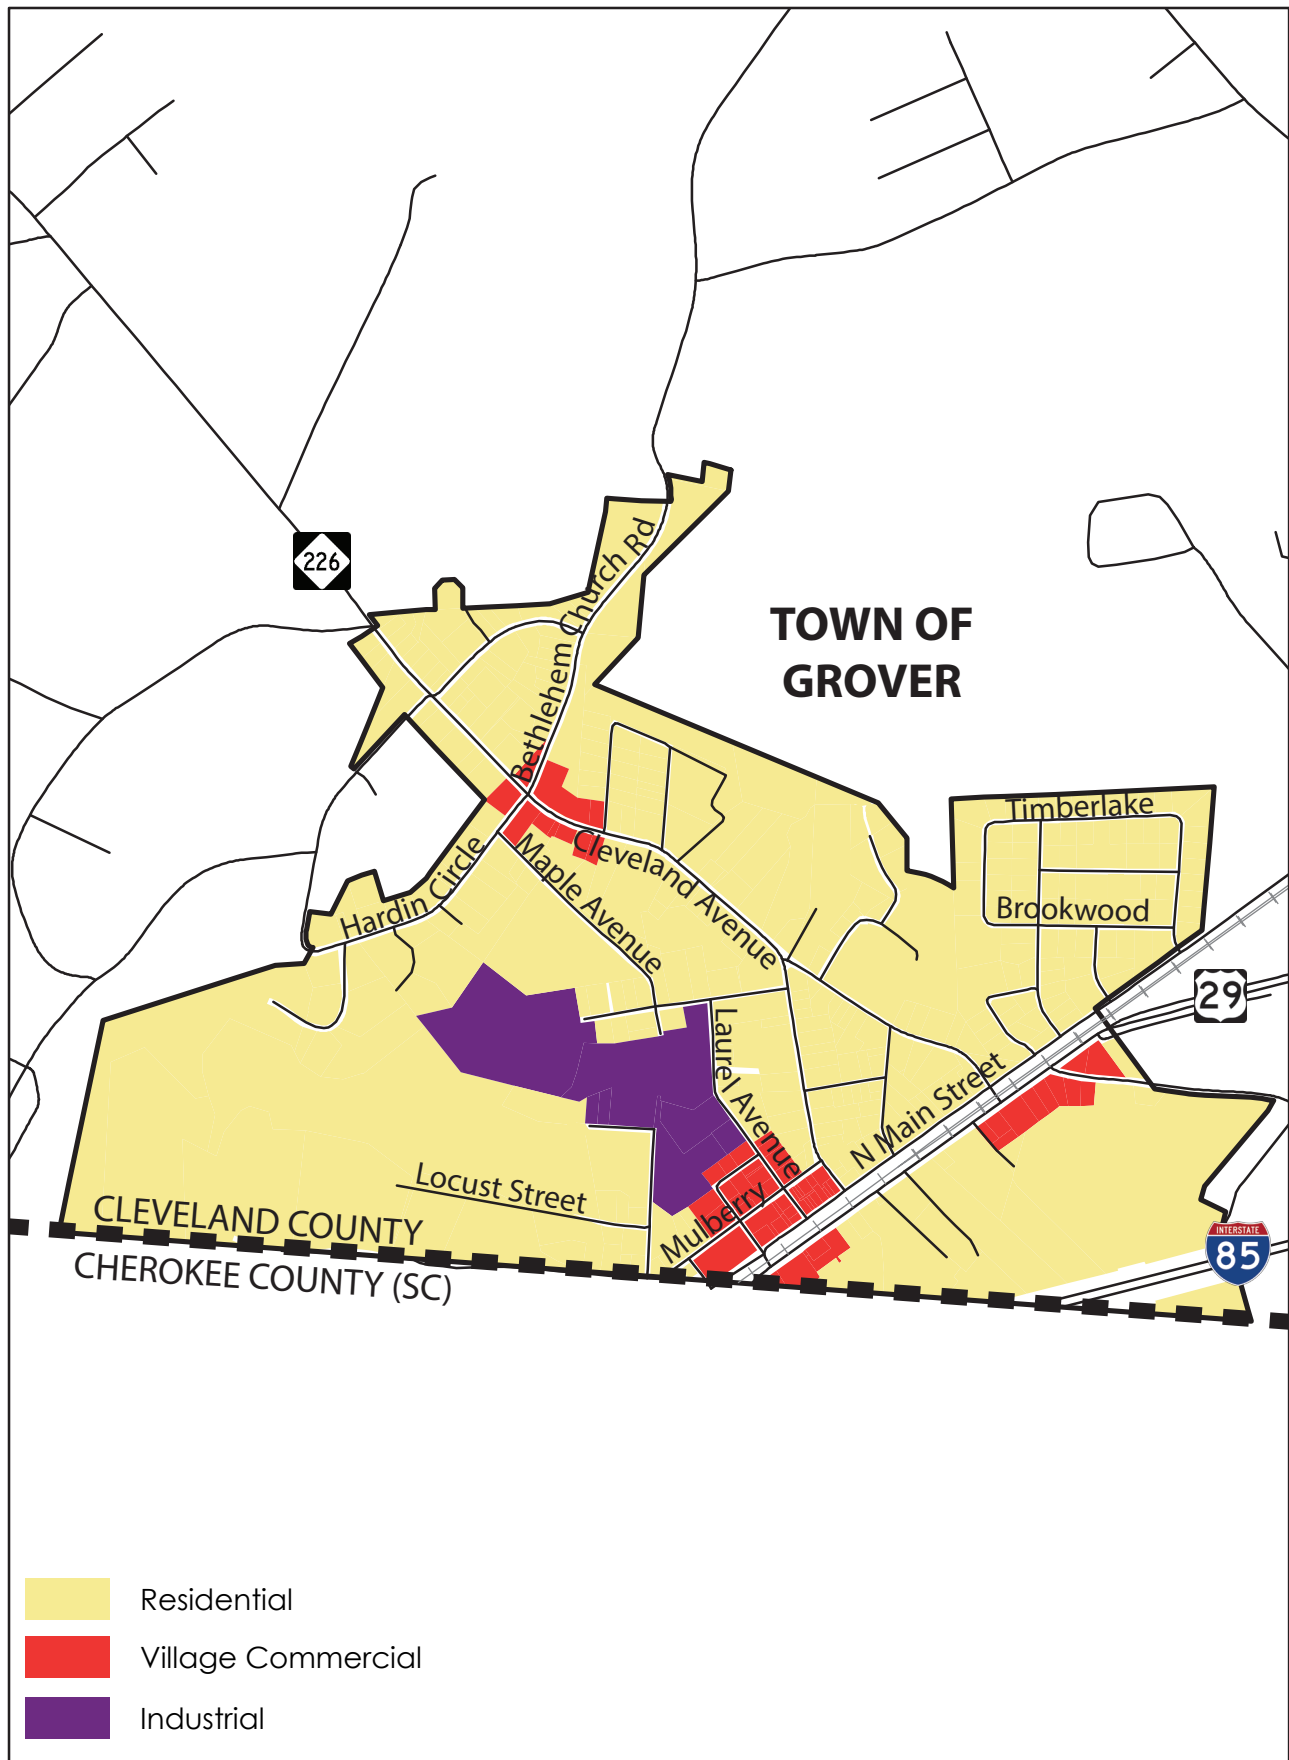 226
Bethlehem Church Rd
TOWN OF
GROVER
Timberlake
Cleveland Avenue
Maple Avenue
Hardin Circle
Brookwood
29
Laurel Avenue
N Main Street
Locust Street
Mulberry
CLEVELAND COUNTY
CHEROKEE COUNTY (SC)
INTERSTATE
85
Residential
Village Commercial
Industrial